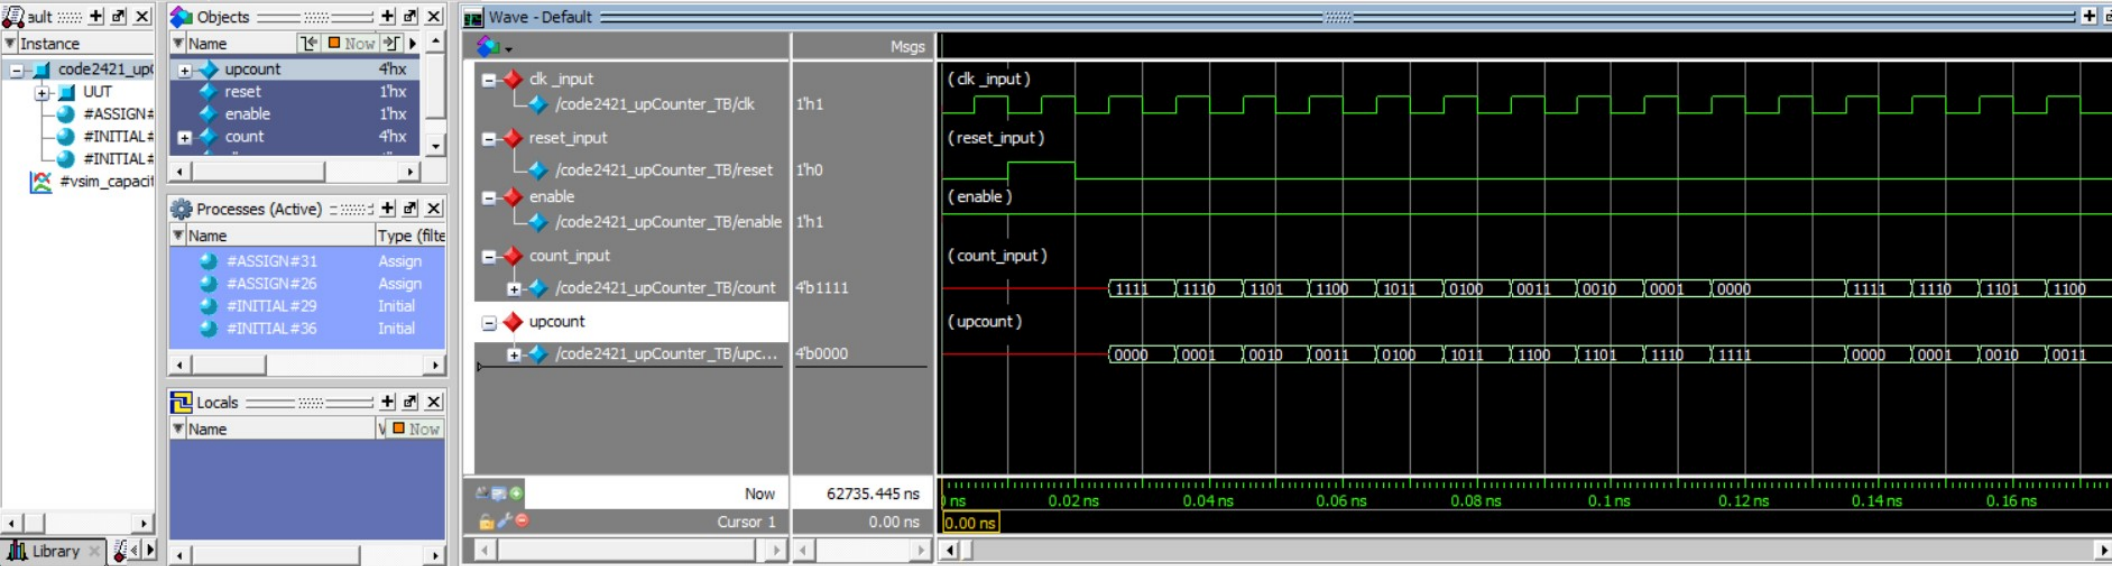 ault
Instance
code2421_up
UUT
#ASSIGN#
#INITIAL#
#INITIAL#
#vsim_capacit
Library
Objects
Name Now
upcount 4'hx
reset 1'hx
enable 1'hx
count 4'hx
Processes (Active)
Name Type (filte
#ASSIGN#31 Assign
#ASSIGN#26 Assign
#INITIAL#29 Initial
#INITIAL#36 Initial
Locals
Name V Now
Wave - Default
Msgs
clk _input
/code2421_upCounter_TB/clk 1'h1
reset_input
/code2421_upCounter_TB/reset 1'h0
enable
/code2421_upCounter_TB/enable 1'h1
count_input
/code2421_upCounter_TB/count 4'b1111
upcount
/code2421_upCounter_TB/upc... 4'b0000
Now 62735.445 ns
Cursor 1 0.00 ns
( clk _input )
( reset_input )
( enable )
( count_input )
1111 1110 1101 1100 1011 0100 0011 0010 0001 0000 1111 1110 1101 1100
( upcount )
0000 0001 0010 0011 0100 1011 1100 1101 1110 1111 0000 0001 0010 0011
ns 0.02 ns 0.04 ns 0.06 ns 0.08 ns 0.1 ns 0.12 ns 0.14 ns 0.16 ns
0.00 ns